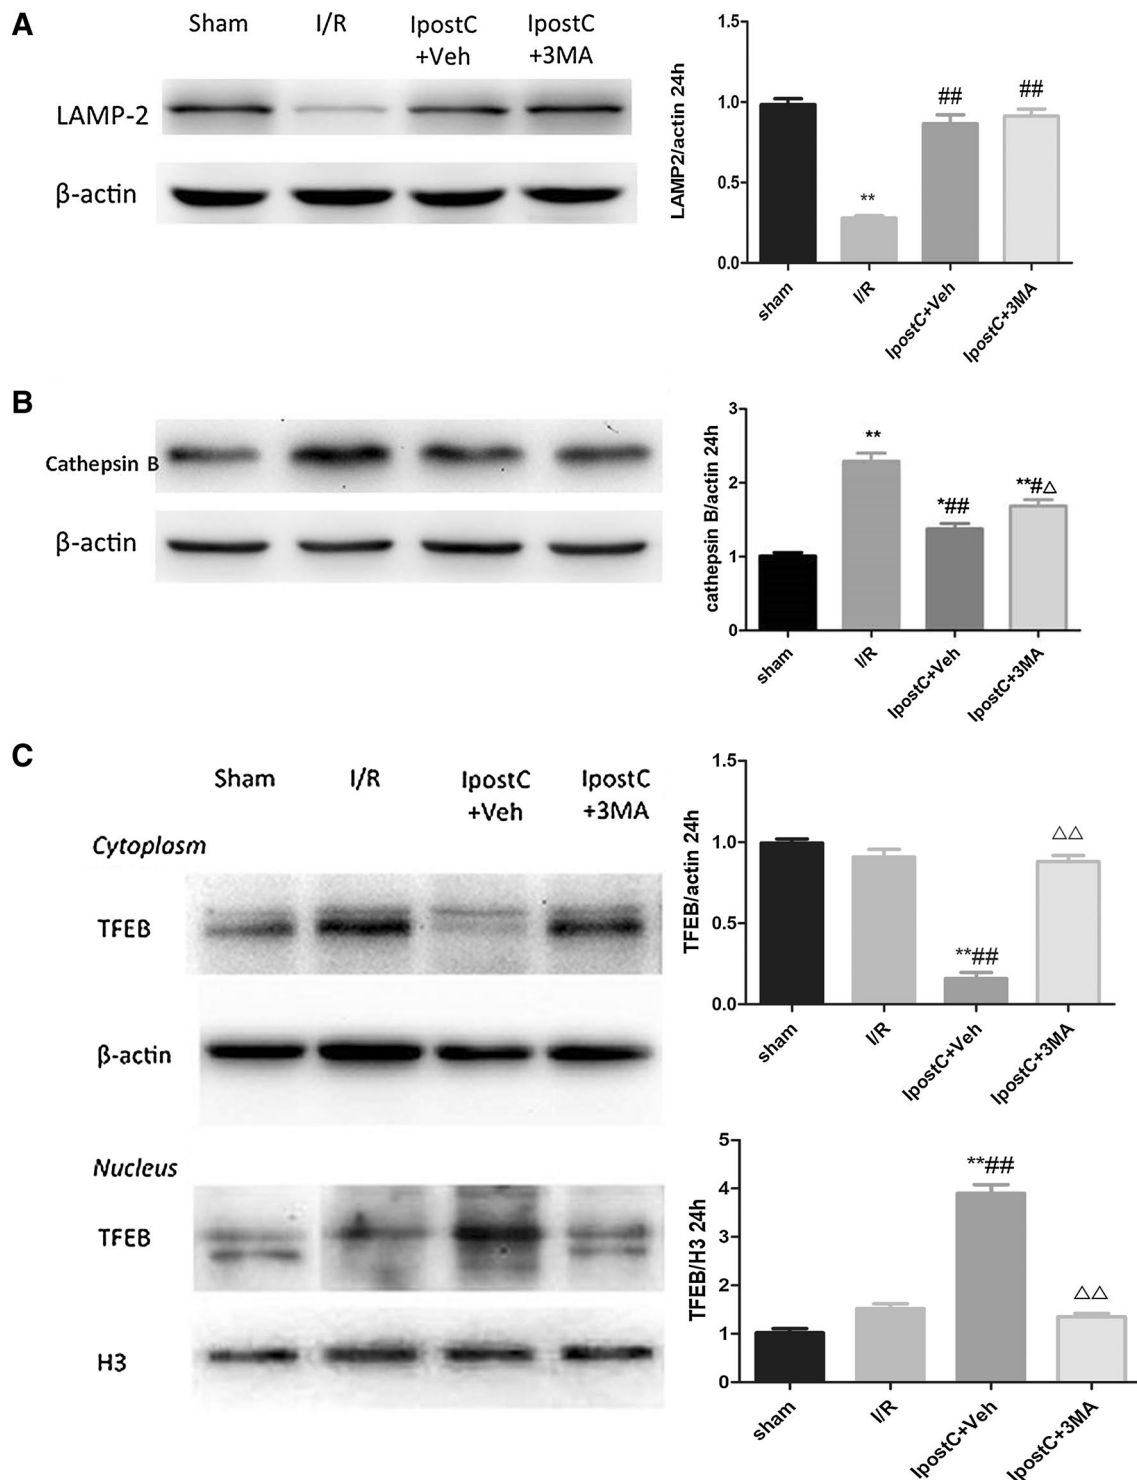 A
Sham
I/R
IpostC
+Veh
IpostC
+3MA
LAMP-2
β-actin
LAMP2/actin 24h
1.5
1.0
0.5
0.0
**
##
##
sham
I/R
IpostC+Veh
IpostC+3MA
B
Cathepsin B
β-actin
cathepsin B/actin 24h
3
2
1
0
**
*##
**#△
sham
I/R
IpostC+Veh
IpostC+3MA
C
Sham
I/R
IpostC
+Veh
IpostC
+3MA
Cytoplasm
TFEB
β-actin
TFEB/actin 24h
1.5
1.0
0.5
0.0
**##
△△
sham
I/R
IpostC+Veh
IpostC+3MA
Nucleus
TFEB
H3
TFEB/H3 24h
5
4
3
2
1
0
**##
△△
sham
I/R
IpostC+Veh
IpostC+3MA